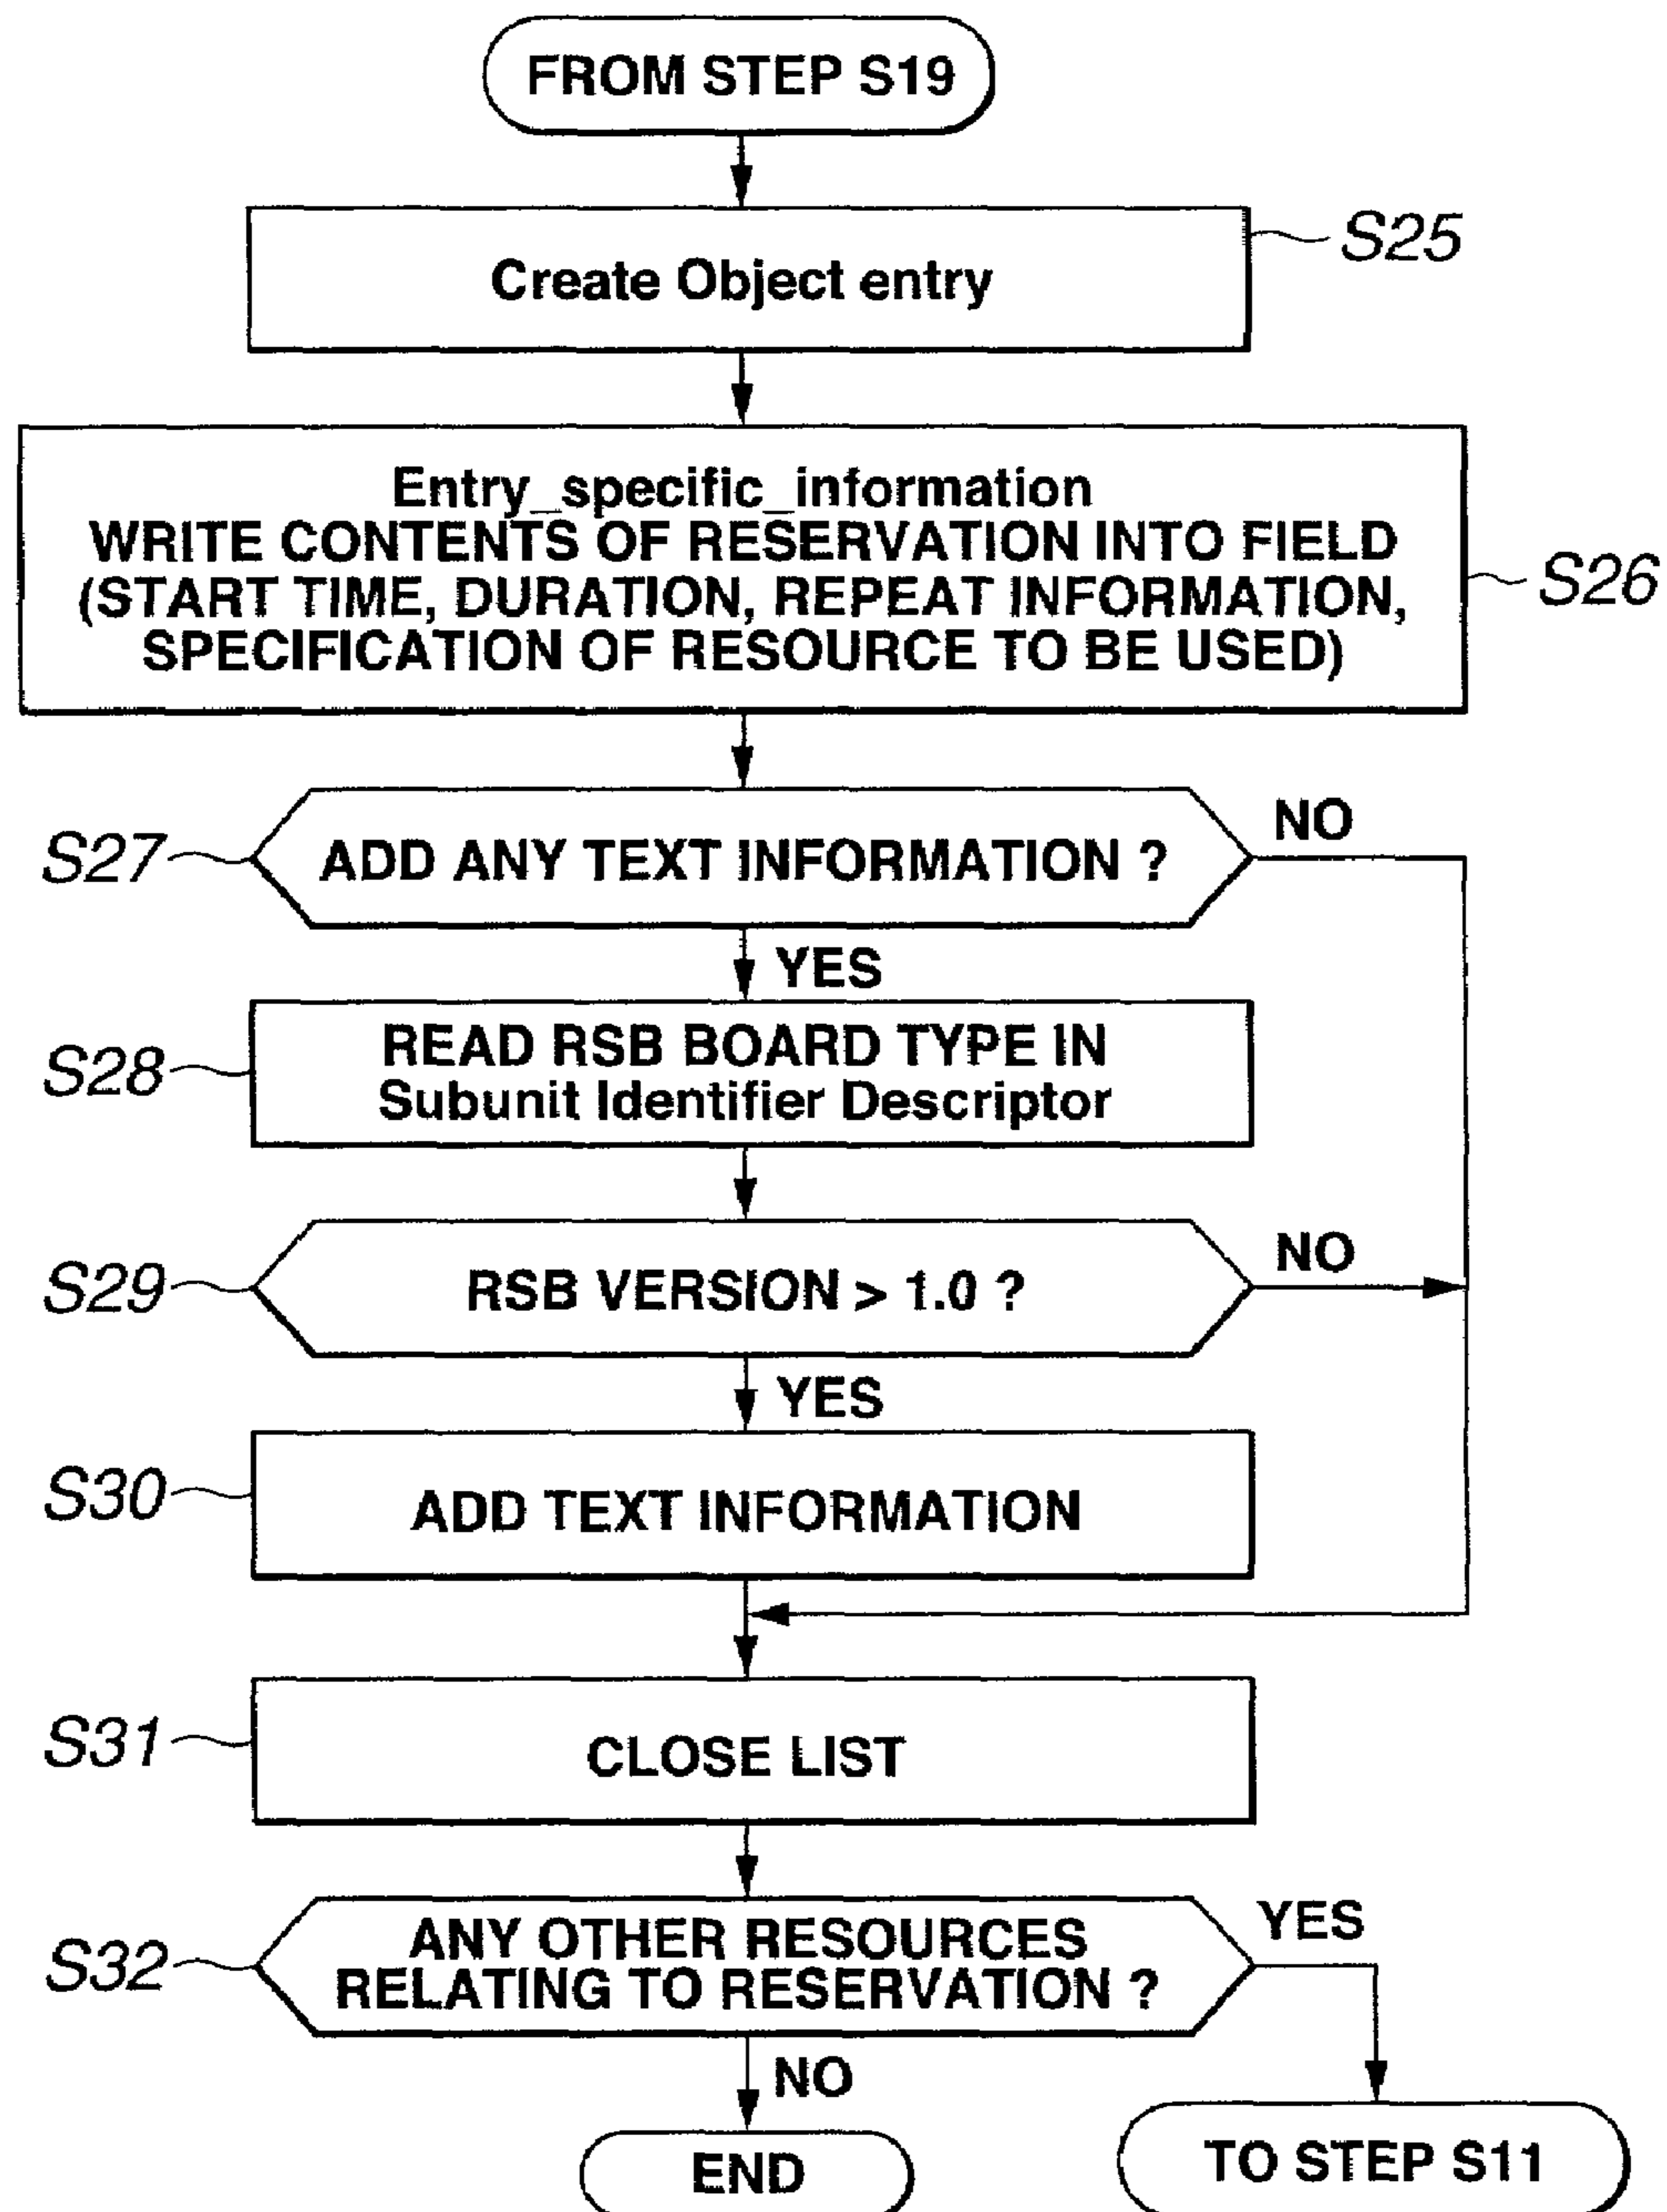 FROM STEP S19
Create Object entry
S25
Entry_specific_information
WRITE CONTENTS OF RESERVATION INTO FIELD
(START TIME, DURATION, REPEAT INFORMATION,
SPECIFICATION OF RESOURCE TO BE USED)
S26
S27
ADD ANY TEXT INFORMATION ?
NO
YES
S28
READ RSB BOARD TYPE IN
Subunit Identifier Descriptor
S29
RSB VERSION > 1.0 ?
NO
YES
S30
ADD TEXT INFORMATION
S31
CLOSE LIST
S32
ANY OTHER RESOURCES
RELATING TO RESERVATION ?
YES
NO
END
TO STEP S11